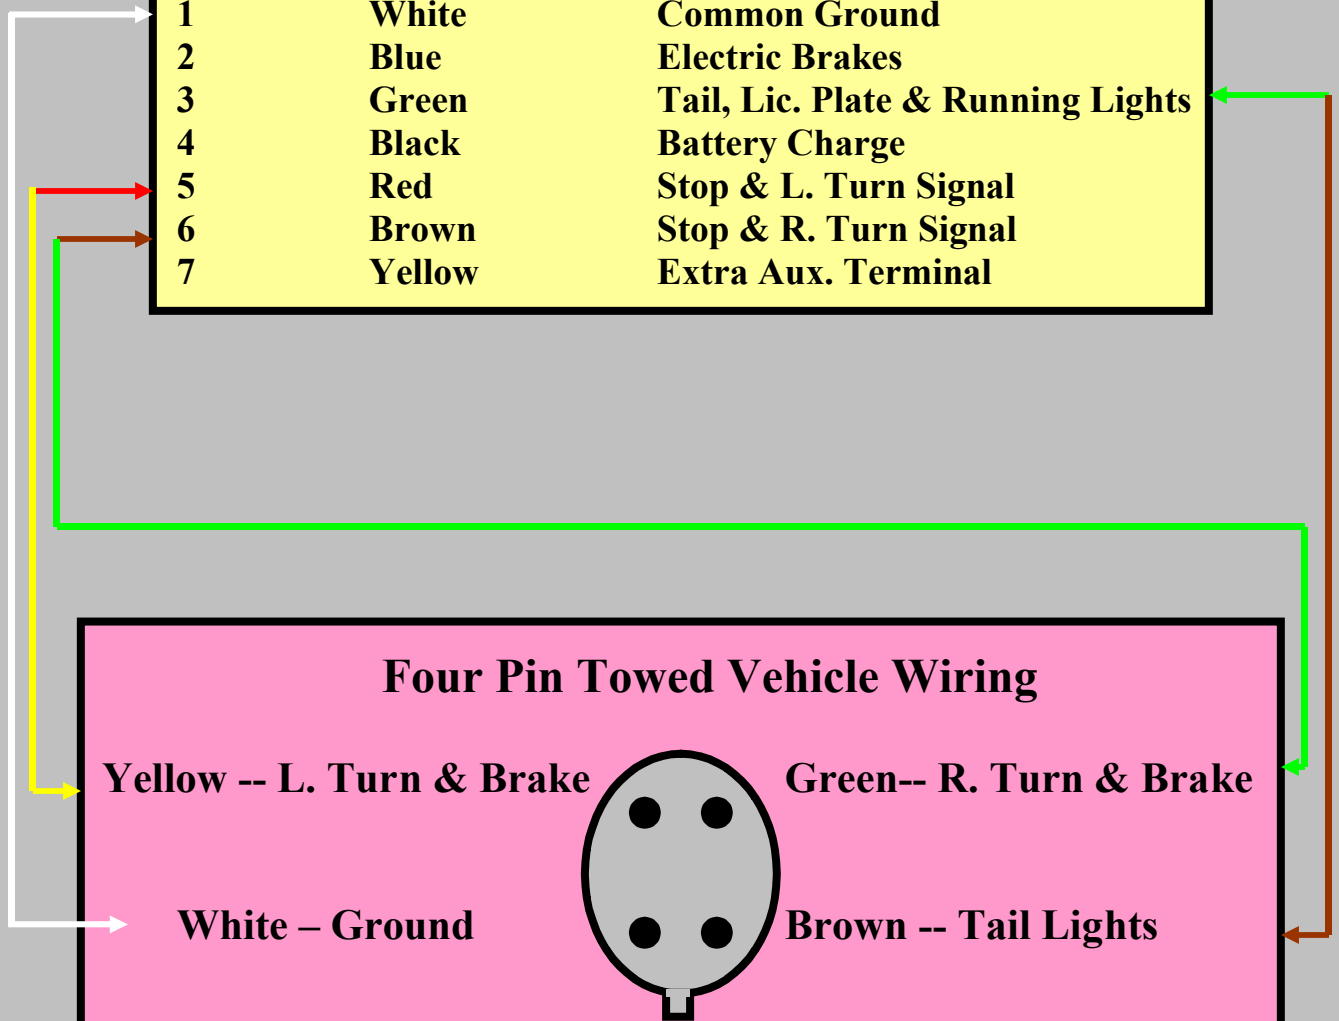 1 White Common Ground
2 Blue Electric Brakes
3 Green Tail, Lic. Plate & Running Lights
4 Black Battery Charge
5 Red Stop & L. Turn Signal
6 Brown Stop & R. Turn Signal
7 Yellow Extra Aux. Terminal
Four Pin Towed Vehicle Wiring
Yellow -- L. Turn & Brake Green-- R. Turn & Brake
White – Ground Brown -- Tail Lights